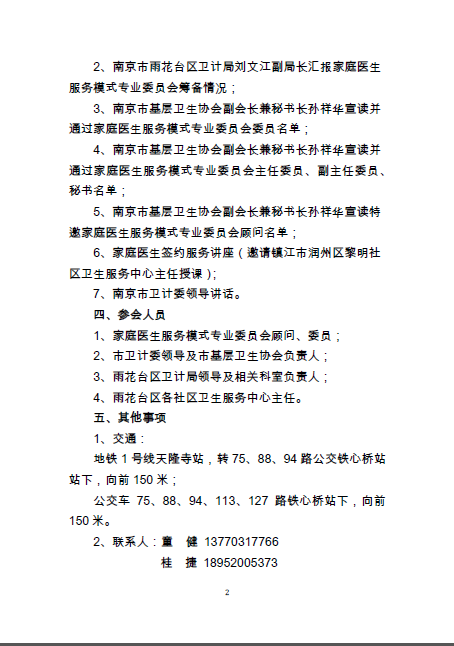 2、南京市雨花台区卫计局刘文江副局长汇报家庭医生
服务模式专业委员会筹备情况；
3、南京市基层卫生协会副会长兼秘书长孙祥华宣读并
通过家庭医生服务模式专业委员会委员名单；
4、南京市基层卫生协会副会长兼秘书长孙祥华宣读并
通过家庭医生服务模式专业委员会主任委员、副主任委员、
秘书名单；
5、南京市基层卫生协会副会长兼秘书长孙祥华宣读特
邀家庭医生服务模式专业委员会顾问名单；
6、家庭医生签约服务讲座（邀请镇江市润州区黎明社
区卫生服务中心主任授课）；
7、南京市卫计委领导讲话。
四、参会人员
1、家庭医生服务模式专业委员会顾问、委员；
2、市卫计委领导及市基层卫生协会负责人；
3、雨花台区卫计局领导及相关科室负责人；
4、雨花台区各社区卫生服务中心主任。
五、其他事项
1、交通：
地铁1号线天隆寺站，转75、88、94路公交铁心桥站
站下，向前150米；
公交车 75、88、94、113、127 路铁心桥站下，向前
150米。
2、联系人：童 健 13770317766
桂 捷 18952005373
2